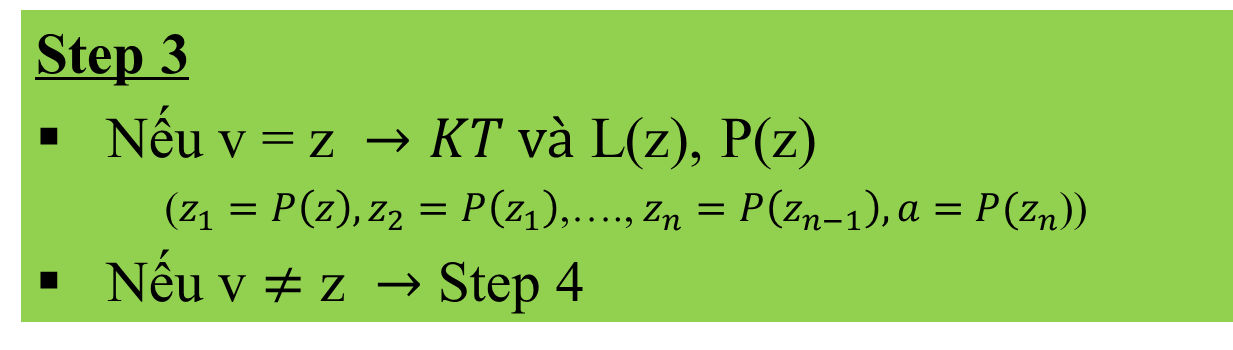 Step 3
▪ Nếu v = z → KT và L(z), P(z)
(z₁ = P(z), z₂ = P(z₁),…., zₙ = P(zₙ₋₁), a = P(zₙ))
▪ Nếu v ≠ z → Step 4